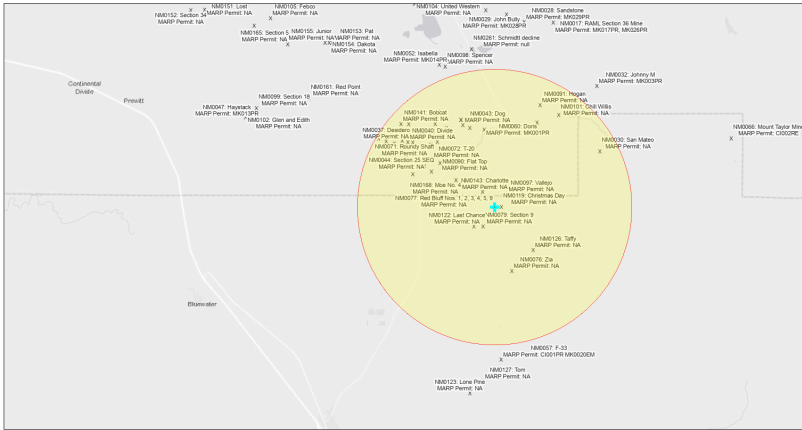 NM0151: Lost
MARP Permit: NA
NM0152: Section 34
MARP Permit: NA
NM0105: Febco
MARP Permit: NA
NM0165: Section 5
MARP Permit: NA
NM0155: Junior
MARP Permit: NA
NM0153: Pat
MARP Permit: NA
NM0154: Dakota
MARP Permit: NA
NM0104: United Western
MARP Permit: NA
NM0029: John Bully
MARP Permit: MK028PR
NM0028: Sandstone
MARP Permit: MK029PR
NM0017: RAML Section 36 Mine
MARP Permit: MK017PR, MK026PR
NM0281: Schmidt decline
MARP Permit: null
NM0052: Isabella
MARP Permit: MK014PR
NM0098: Spencer
MARP Permit: NA
NM0032: Johnny M
MARP Permit: MK003PR
Continental
Divide
Prewitt
NM0161: Red Point
MARP Permit: NA
NM0099: Section 18
MARP Permit: NA
NM0047: Haystack
MARP Permit: MK013PR
NM0102: Glen and Edith
MARP Permit: NA
NM0091: Hogan
MARP Permit: NA
NM0101: Chill Willis
MARP Permit: NA
NM0141: Bobcat
MARP Permit: NA
NM0043: Dog
MARP Permit: NA
NM0060: Doris
MARP Permit: MK001PR
NM0066: Mount Taylor Mine
MARP Permit: CI002RE
NM0037: Desidero
MARP Permit: NA
NM0040: Divide
MARP Permit: NA
NM0030: San Mateo
MARP Permit: NA
NM0071: Roundy Shaft
MARP Permit: NA
NM0072: T-20
MARP Permit: NA
NM0044: Section 25 SEQ
MARP Permit: NA
NM0090: Flat Top
MARP Permit: NA
NM0143: Charlotte
MARP Permit: NA
NM0168: Moe No. 4
MARP Permit: NA
NM0097: Vallejo
MARP Permit: NA
NM0077: Red Bluff Nos. 1, 2, 3, 4, 5, 9
MARP Permit: NA
NM0119: Christmas Day
MARP Permit: NA
NM0122: Last Chance
MARP Permit: NA
NM0079: Section 9
MARP Permit: NA
NM0126: Taffy
MARP Permit: NA
NM0076: Zia
MARP Permit: NA
Bluewater
NM0057: F-33
MARP Permit: CI001PR MK0020EM
NM0127: Tom
MARP Permit: NA
NM0123: Lone Pine
MARP Permit: NA